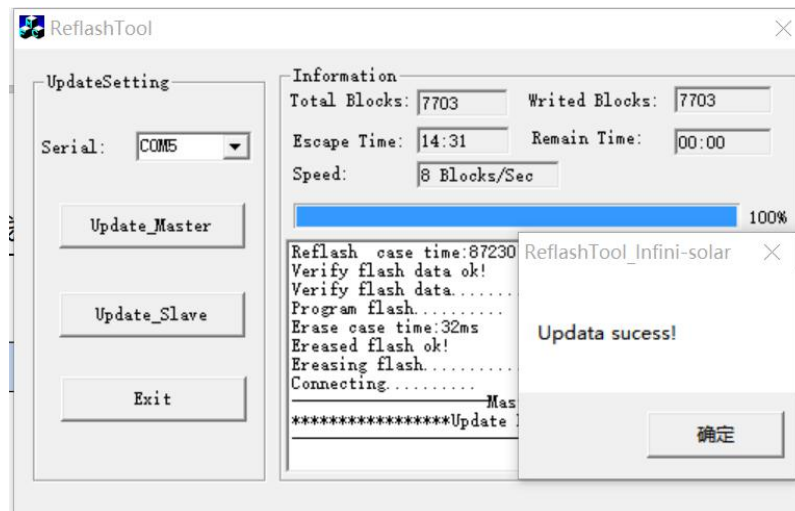 ReflashTool
UpdateSetting
Serial: COM5
Update_Master
Update_Slave
Exit
Information
Total Blocks: 7703 Writed Blocks: 7703
Escape Time: 14:31 Remain Time: 00:00
Speed: 8 Blocks/Sec
100%
Reflash case time:87230
Verify flash data ok!
Verify flash data.......
Program flash..........
Erase case time:32ms
Ereased flash ok!
Ereasing flash..........
Connecting..........
Mas
*****************Update
ReflashTool_Infini-solar
Updata sucess!
确定